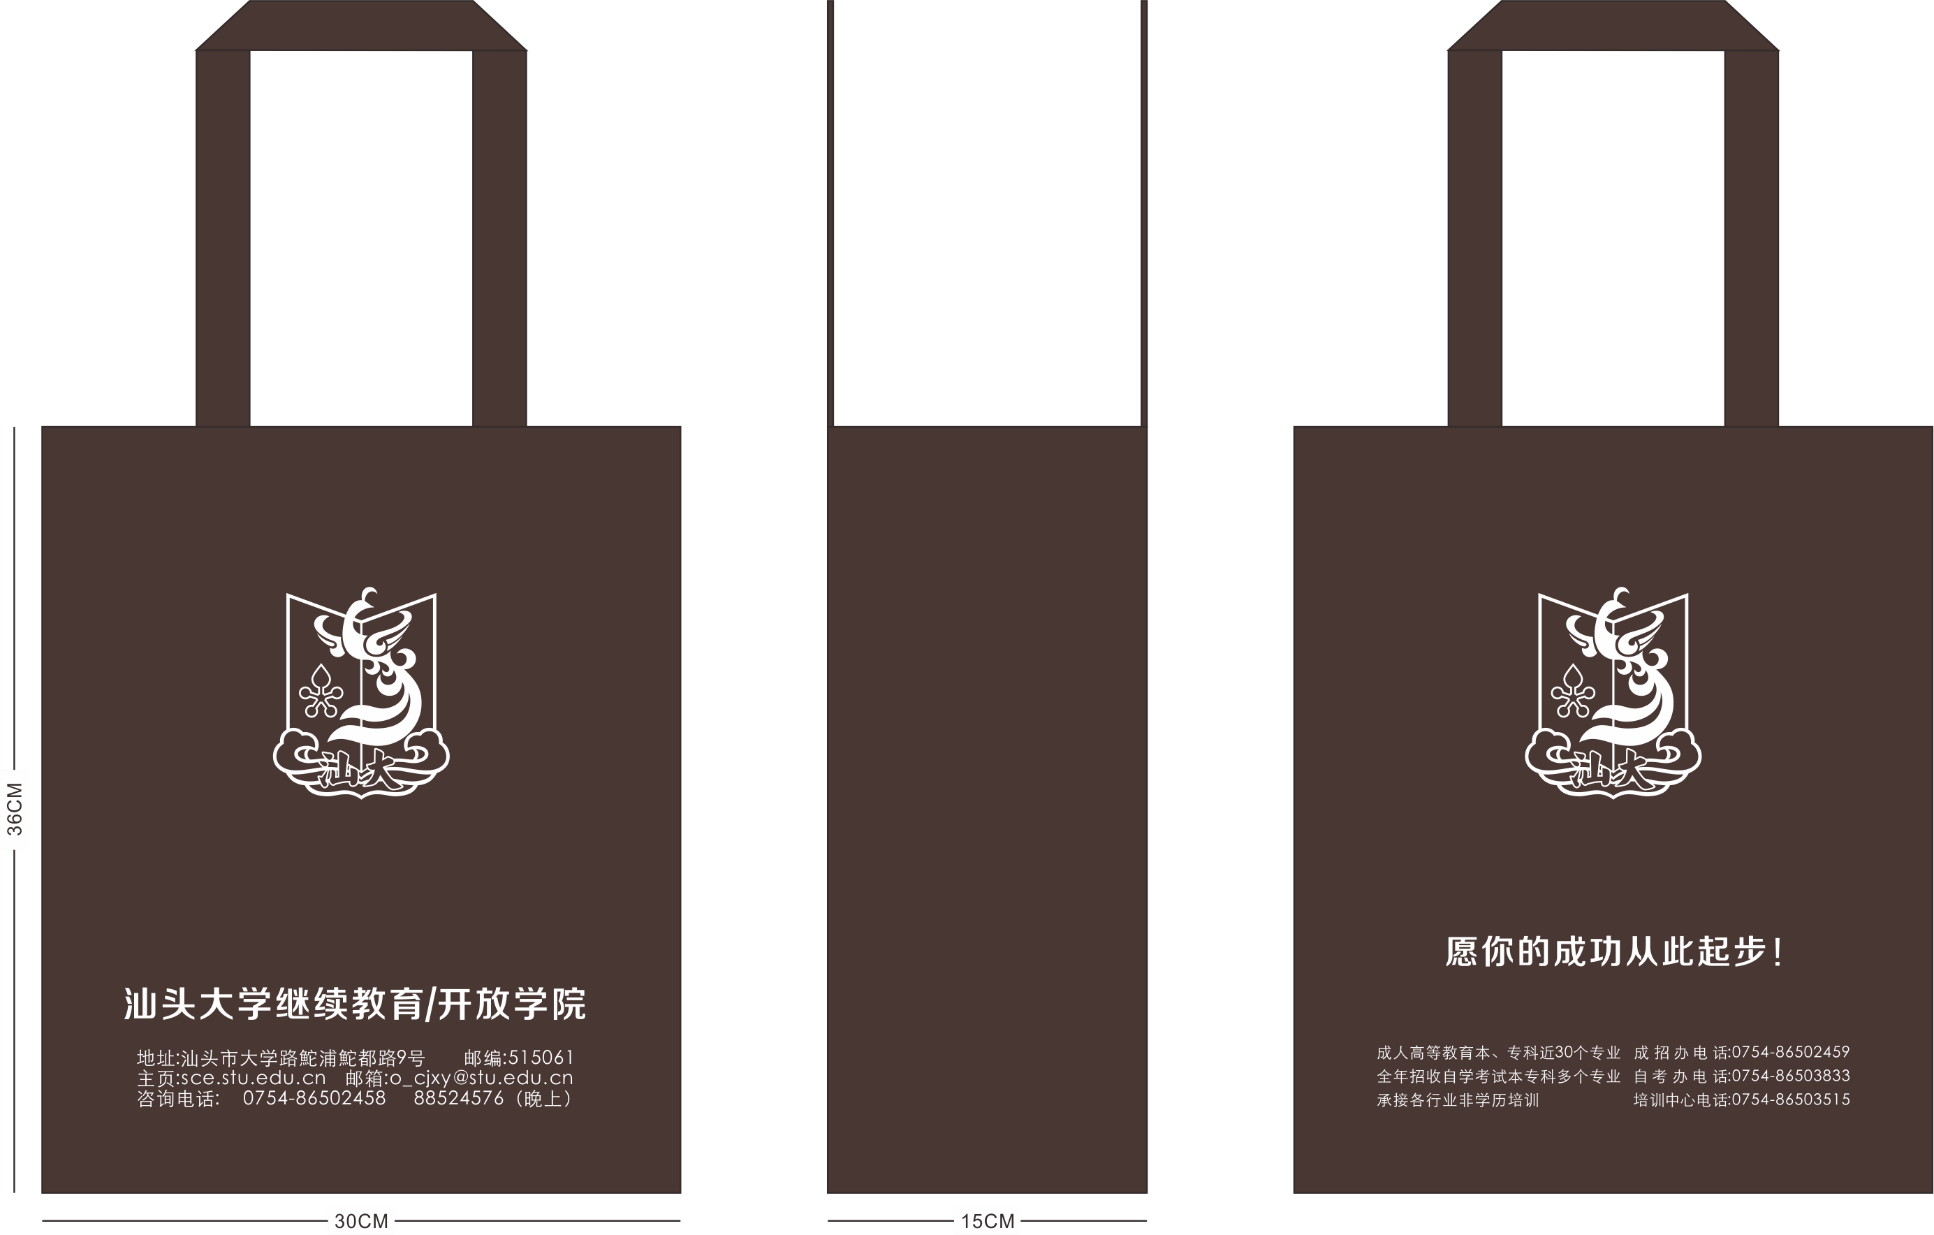 汕大
汕头大学继续教育/开放学院
地址:汕头市大学路鮀浦鮀都路9号 邮编:515061
主页:sce.stu.edu.cn 邮箱:o_cjxy@stu.edu.cn
咨询电话: 0754-86502458 88524576（晚上）
36CM
30CM
15CM
汕大
愿你的成功从此起步!
成人高等教育本、专科近30个专业 成招办电话:0754-86502459
全年招收自学考试本专科多个专业 自考办电话:0754-86503833
承接各行业非学历培训 培训中心电话:0754-86503515